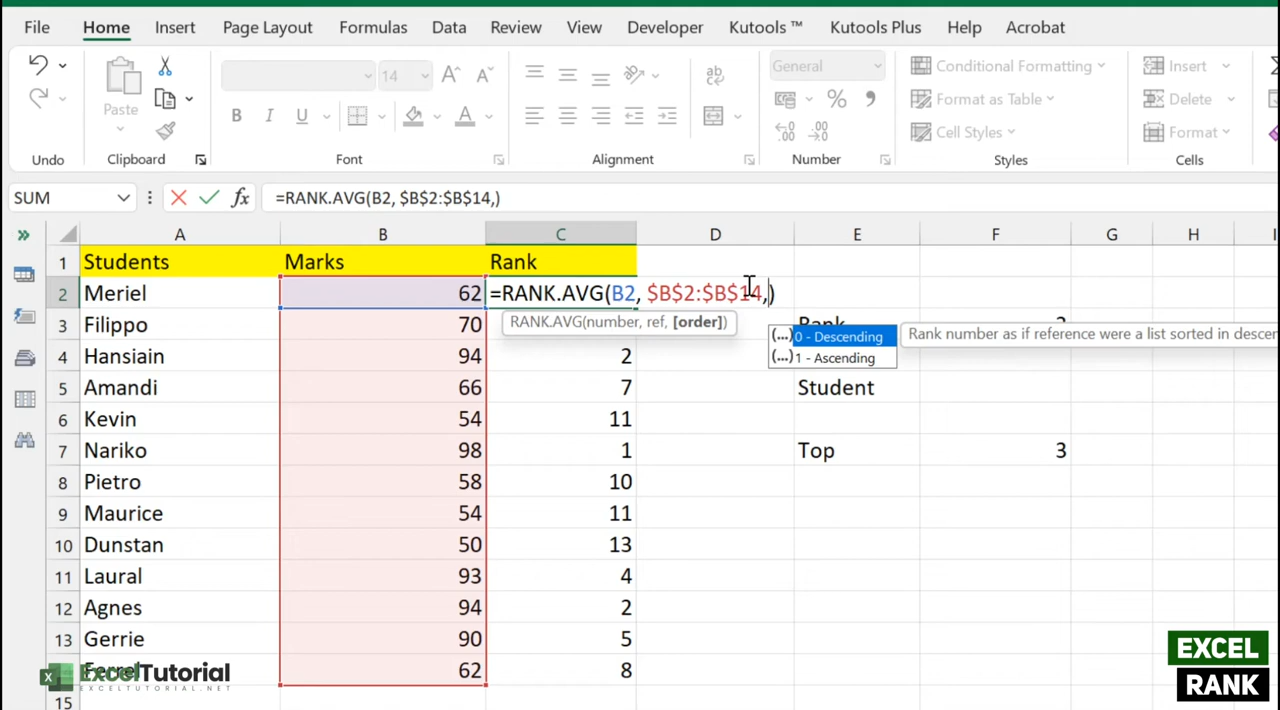 File Home Insert Page Layout Formulas Data Review View Developer Kutools ™ Kutools Plus Help Acrobat
14 General Conditional Formatting Insert
Paste Format as Table Delete
B I U Cell Styles Format
Undo Clipboard Font Alignment Number Styles Cells
SUM fx =RANK.AVG(B2, $B$2:$B$14,)
A B C D E F G H I
1 Students Marks Rank
2 Meriel 62 =RANK.AVG(B2, $B$2:$B$14,)
RANK.AVG(number, ref, [order])
3 Filippo 70 Rank
(...) 0 - Descending Rank number as if reference were a list sorted in descen
4 Hansiain 94 2 (...) 1 - Ascending
5 Amandi 66 7 Student
6 Kevin 54 11
7 Nariko 98 1 Top 3
8 Pietro 58 10
9 Maurice 54 11
10 Dunstan 50 13
11 Laural 93 4
12 Agnes 94 2
13 Gerrie 90 5
62 8
ExcelTutorial
EXCELTUTORIAL.NET
15
EXCEL
RANK